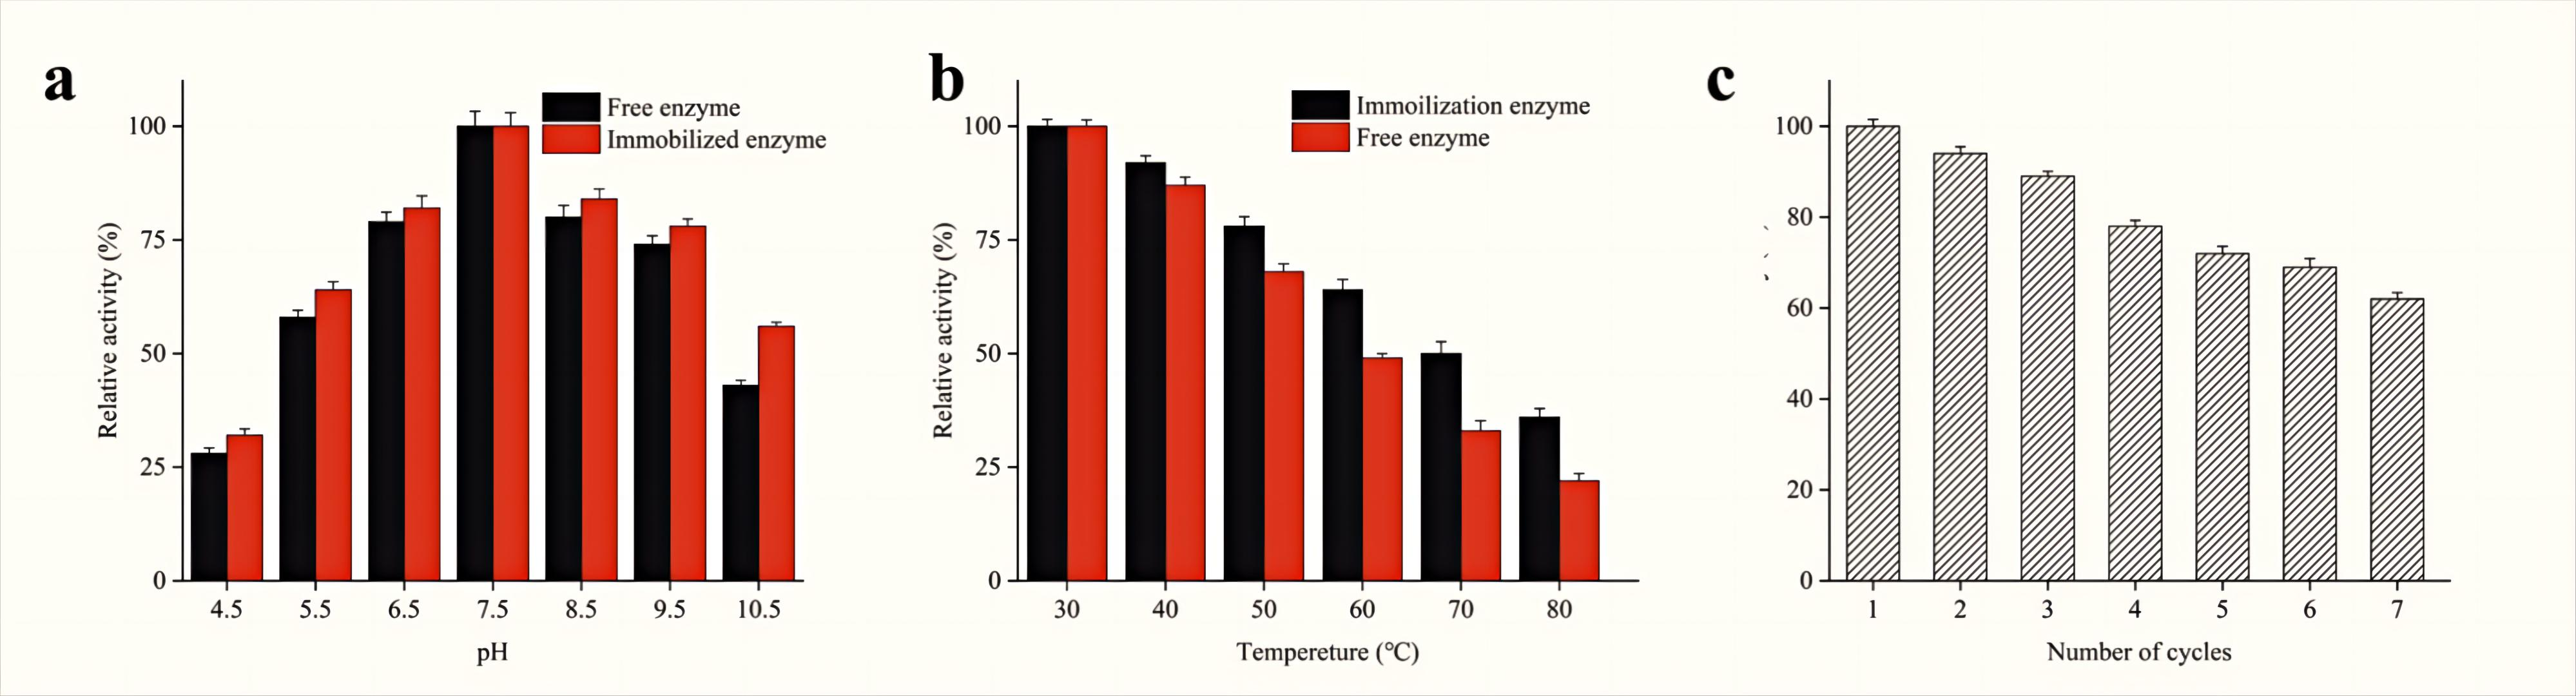 a
Free enzyme
Immobilized enzyme
100
75
50
25
0
Relative activity (%)
4.5 5.5 6.5 7.5 8.5 9.5 10.5
pH
b
Immoilization enzyme
Free enzyme
100
75
50
25
0
Relative activity (%)
30 40 50 60 70 80
Tempereture (℃)
c
100
80
60
40
20
0
1 2 3 4 5 6 7
Number of cycles